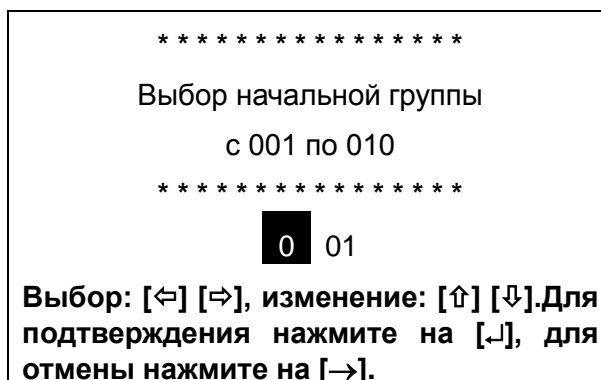 * * * * * * * * * * * * * * * *
Выбор начальной группы
с 001 по 010
* * * * * * * * * * * * * * * *
0 01
Выбор: [⇦] [⇨], изменение: [⇧] [⇩].Для
подтверждения нажмите на [↵], для
отмены нажмите на [→].